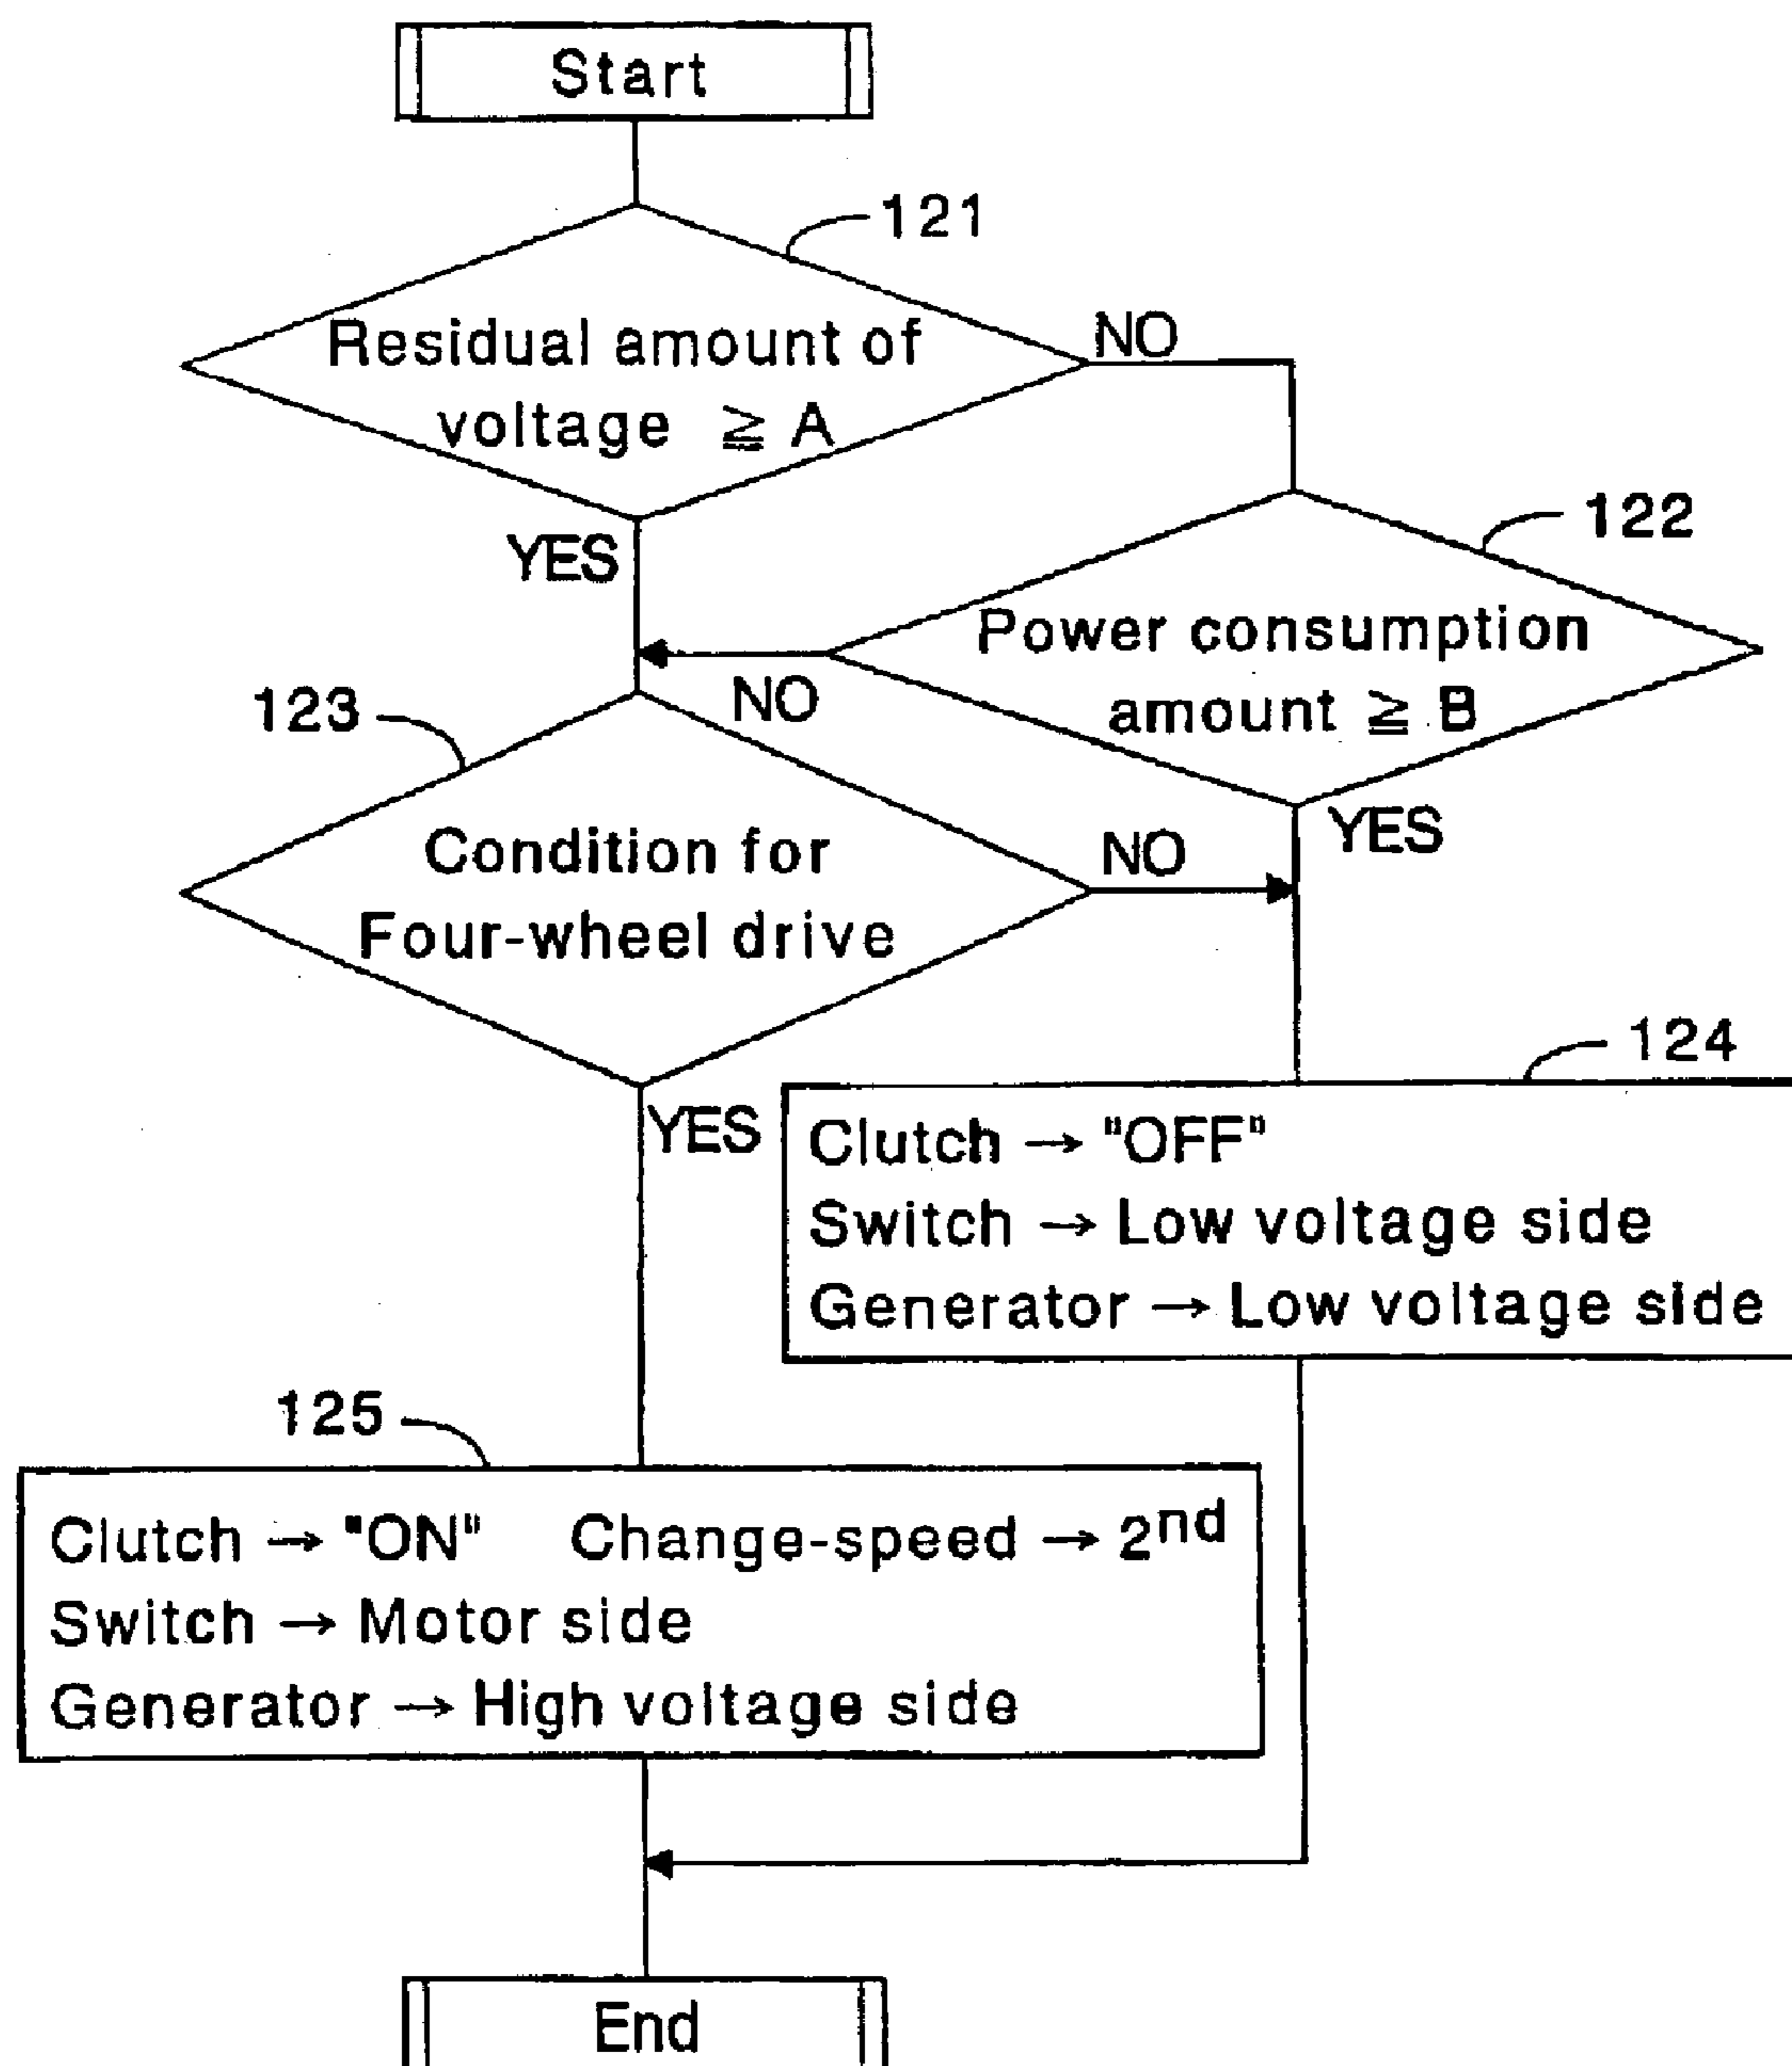 Start
121
Residual amount of
voltage ≧ A
NO
YES
122
Power consumption
amount ≧ B
NO
YES
123
Condition for
Four-wheel drive
NO
YES
124
Clutch → "OFF"
Switch → Low voltage side
Generator → Low voltage side
125
Clutch → "ON" Change-speed → 2nd
Switch → Motor side
Generator → High voltage side
End